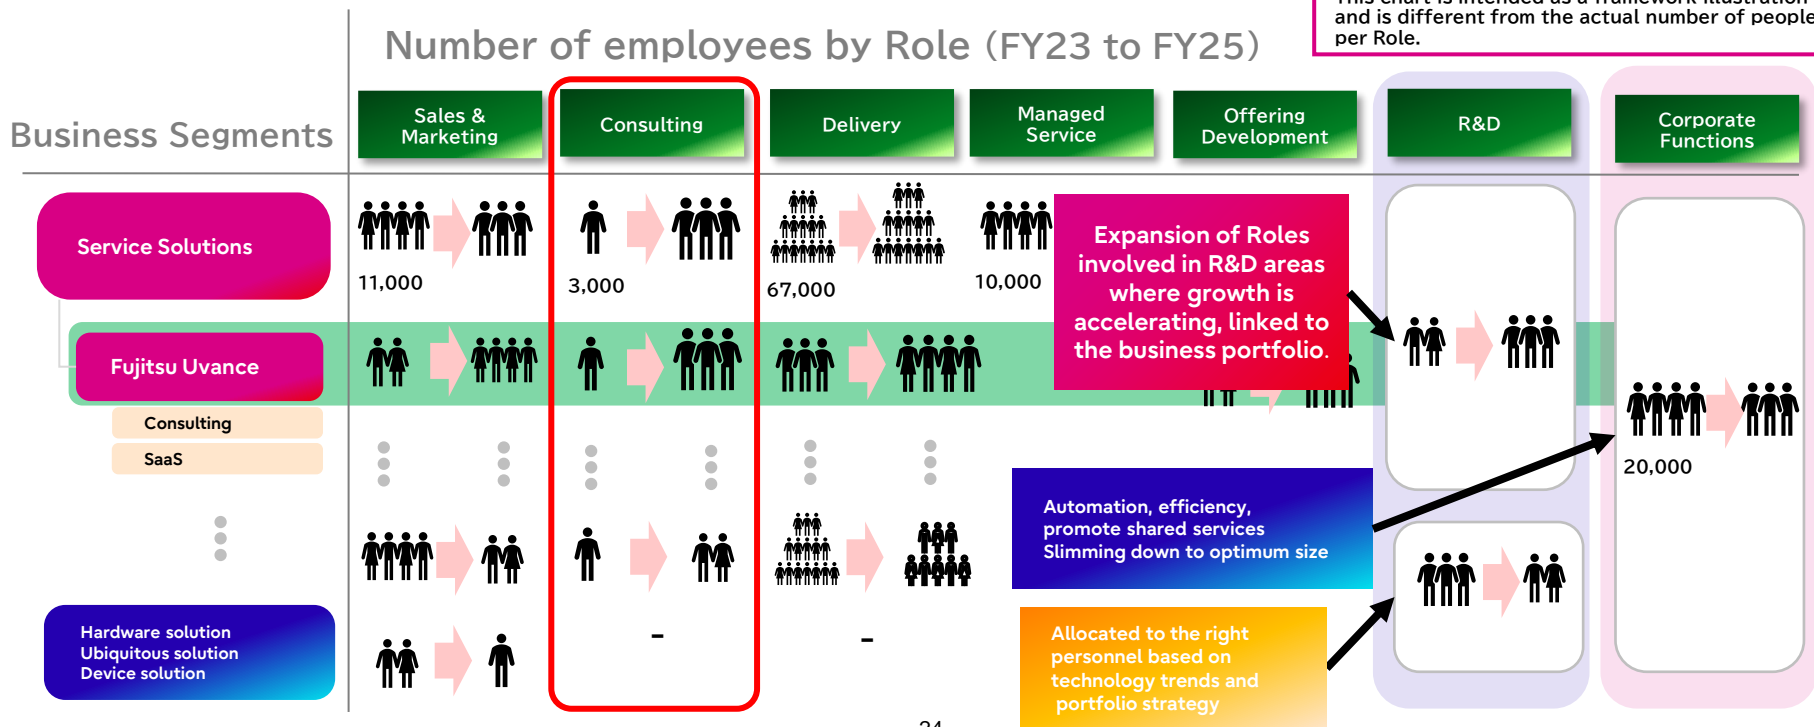 This chart is intended as a framework illustration
and is different from the actual number of people
per Role.
Number of employees by Role (FY23 to FY25)
Business Segments
Sales &
Marketing
Consulting
Delivery
Managed
Service
Offering
Development
R&D
Corporate
Functions
Service Solutions
11,000
3,000
67,000
10,000
Expansion of Roles
involved in R&D areas
where growth is
accelerating, linked to
the business portfolio.
Fujitsu Uvance
Consulting
SaaS
20,000
Automation, efficiency,
promote shared services
Slimming down to optimum size
Hardware solution
Ubiquitous solution
Device solution
–
–
Allocated to the right
personnel based on
technology trends and
portfolio strategy
24